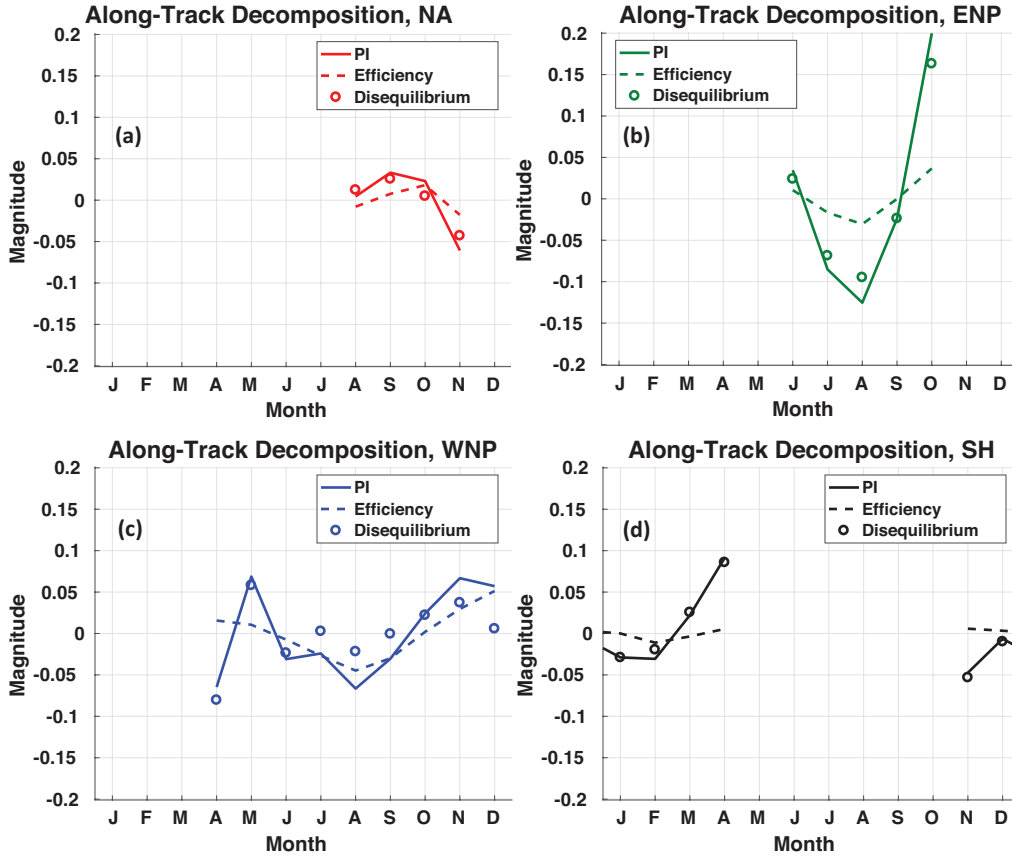 Along-Track Decomposition, NA
0.2
0.15
0.1
0.05
0
-0.05
-0.1
-0.15
-0.2
Magnitude
(a)
PI
Efficiency
Disequilibrium
J F M A M J J A S O N D
Month
Along-Track Decomposition, ENP
0.2
0.15
0.1
0.05
0
-0.05
-0.1
-0.15
-0.2
Magnitude
(b)
PI
Efficiency
Disequilibrium
J F M A M J J A S O N D
Month
Along-Track Decomposition, WNP
0.2
0.15
0.1
0.05
0
-0.05
-0.1
-0.15
-0.2
Magnitude
(c)
PI
Efficiency
Disequilibrium
J F M A M J J A S O N D
Month
Along-Track Decomposition, SH
0.2
0.15
0.1
0.05
0
-0.05
-0.1
-0.15
-0.2
Magnitude
(d)
PI
Efficiency
Disequilibrium
J F M A M J J A S O N D
Month